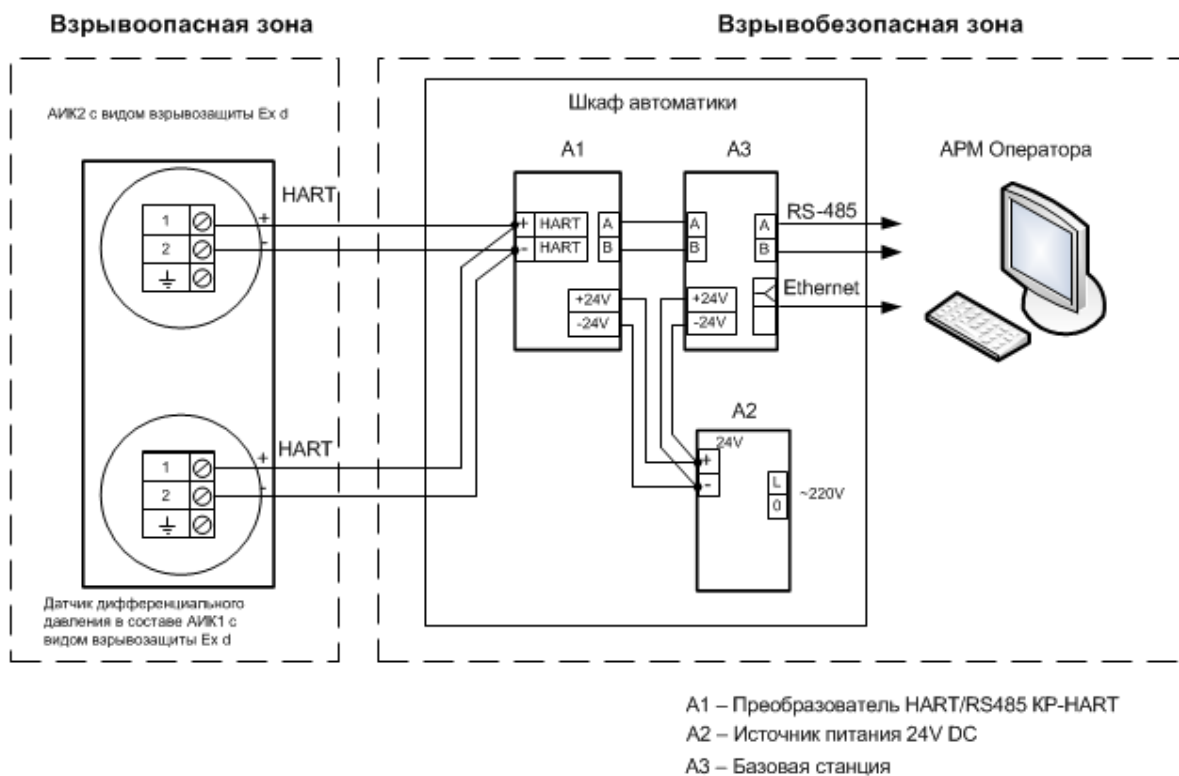 Взрывоопасная зона
Взрывобезопасная зона
АИК2 с видом взрывозащиты Ex d
Шкаф автоматики
A1
A3
АРМ Оператора
HART
1
+
2
-
+ HART
- HART
A
B
A
B
A
B
RS-485
Ethernet
+24V
-24V
+24V
-24V
A2
24V
+
-
L
0
~220V
HART
1
+
2
-
Датчик дифференциального
давления в составе АИК1 с
видом взрывозащиты Ex d
A1 – Преобразователь HART/RS485 КР-HART
A2 – Источник питания 24V DC
A3 – Базовая станция